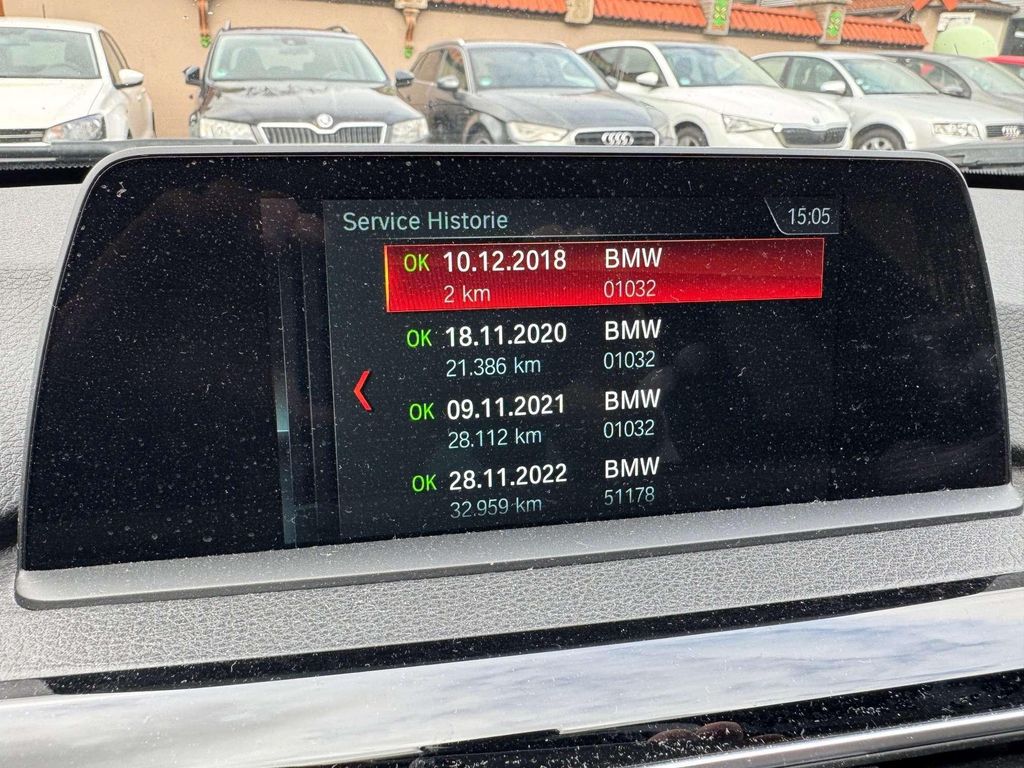 Service Historie
15:05
OK 10.12.2018 BMW
2 km 01032
OK 18.11.2020 BMW
21.386 km 01032
OK 09.11.2021 BMW
28.112 km 01032
OK 28.11.2022 BMW
32.959 km 51178